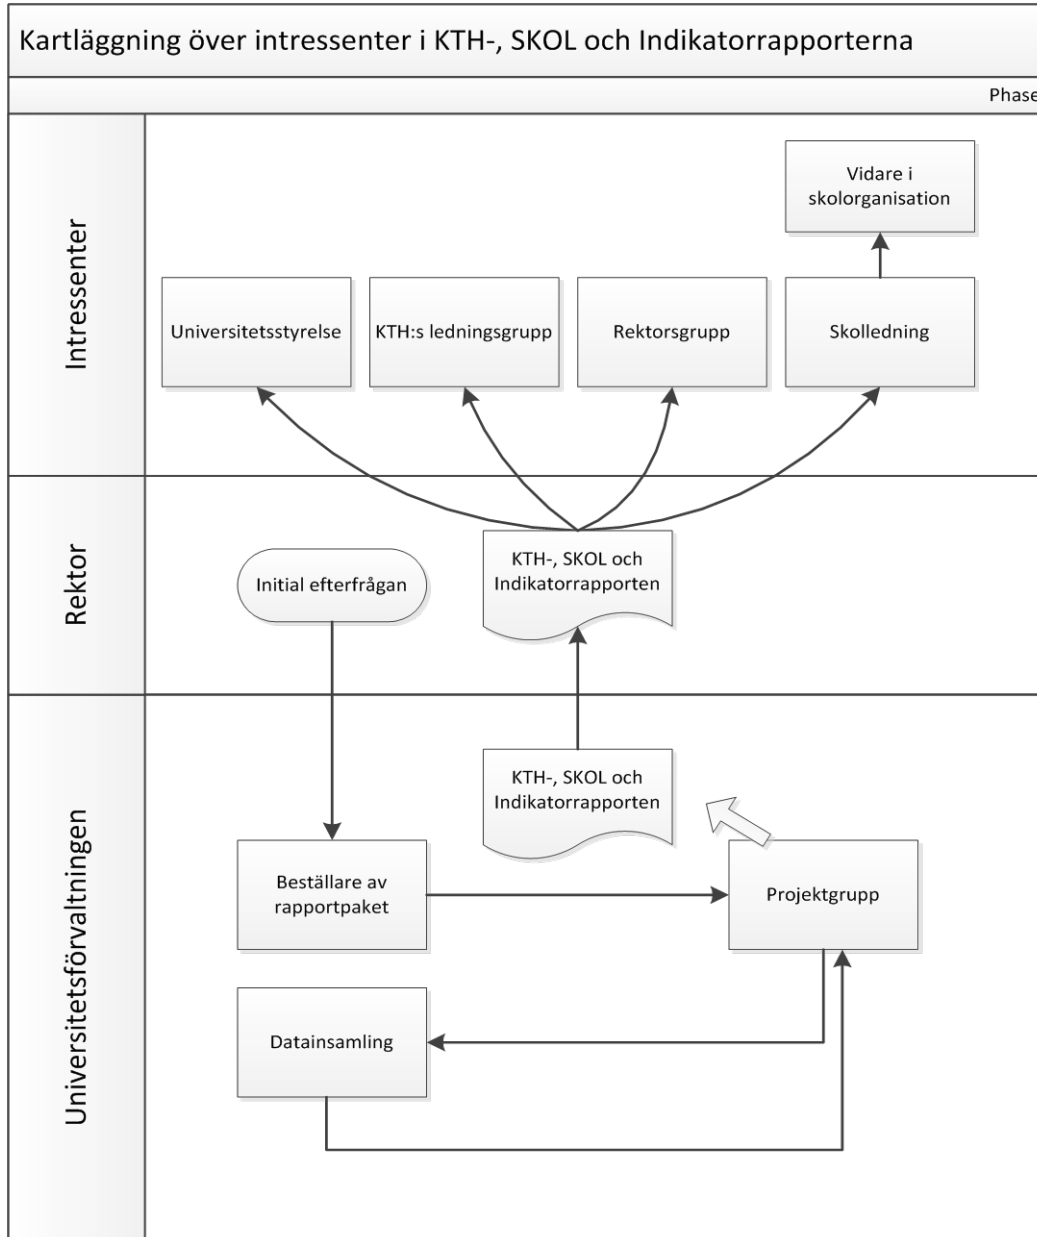 Kartläggning över intressenter i KTH-, SKOL och Indikatorrapporterna
Phase
Intressenter
Vidare i
skolorganisation
Universitetsstyrelse
KTH:s ledningsgrupp
Rektorsgrupp
Skolledning
Rektor
Initial efterfrågan
KTH-, SKOL och
Indikatorrapporten
Universitetsförvaltningen
KTH-, SKOL och
Indikatorrapporten
Beställare av
rapportpaket
Projektgrupp
Datainsamling